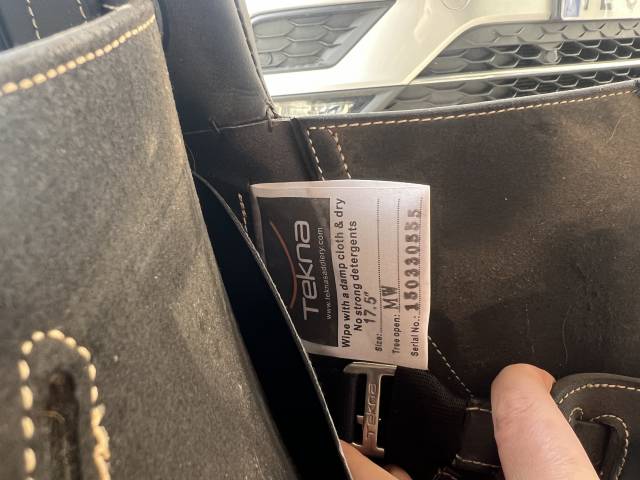 Tekna
www.teknasaddlery.com
Wipe with a damp cloth & dry
No strong detergents
Size: 17.5"
Tree open: MW
Serial No.: 150330555
Tekna